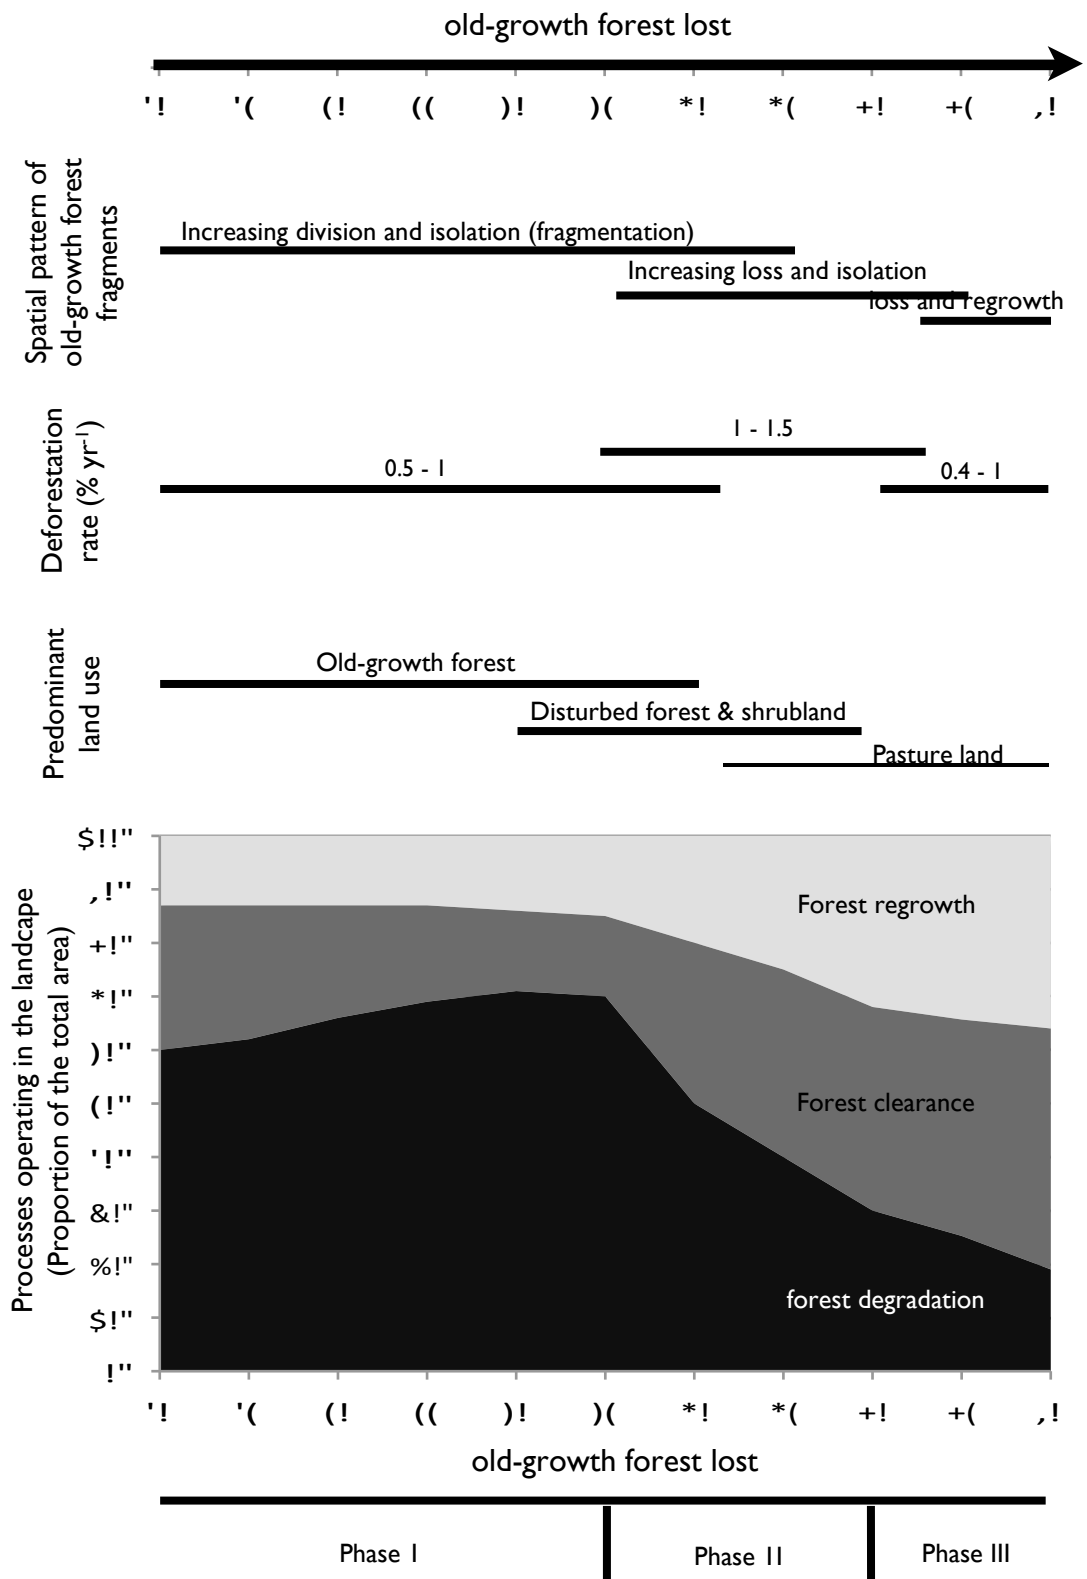 old-growth forest lost
'! '( (! (( )! )( *! *( +! +( ,!
Spatial pattern of
old-growth forest
fragments
Increasing division and isolation (fragmentation)
Increasing loss and isolation
loss and regrowth
Deforestation
rate (% yr-1)
0.5 - 1
1 - 1.5
0.4 - 1
Predominant
land use
Old-growth forest
Disturbed forest & shrubland
Pasture land
Processes operating in the landcape
(Proportion of the total area)
$!!"
,!"
+!"
*!"
)!"
(!"
'!"
&!"
%!"
$!"
!"
Forest regrowth
Forest clearance
forest degradation
'! '( (! (( )! )( *! *( +! +( ,!
old-growth forest lost
Phase 1
Phase 1I
Phase III